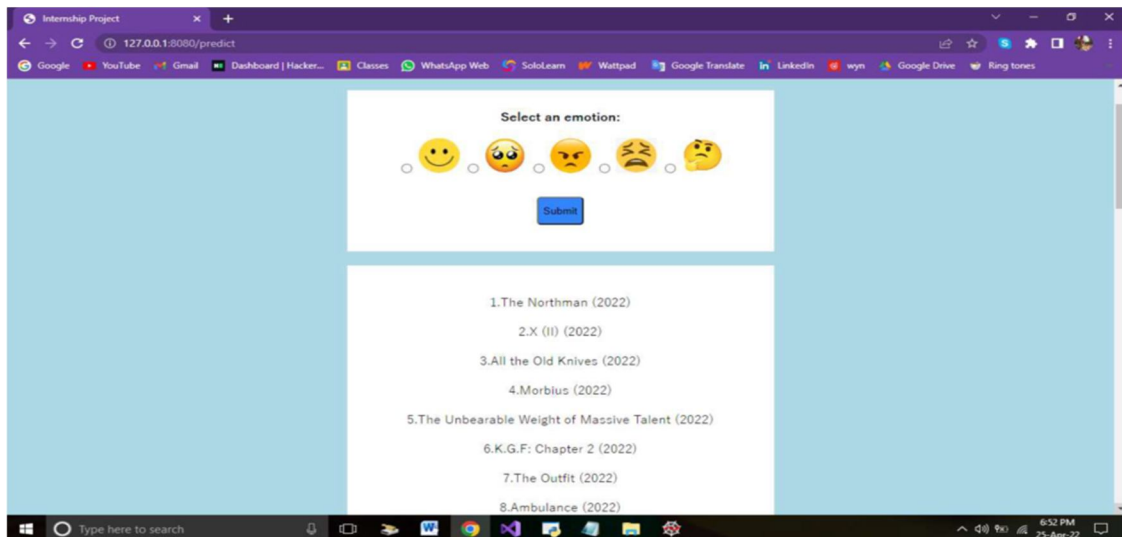 Internship Project
127.0.0.1:8080/predict
Google YouTube Gmail Dashboard | Hacker... Classes WhatsApp Web SoloLearn Wattpad Google Translate LinkedIn wyn Google Drive Ring tones
Select an emotion:
Submit
1.The Northman (2022)
2.X (II) (2022)
3.All the Old Knives (2022)
4.Morbius (2022)
5.The Unbearable Weight of Massive Talent (2022)
6.K.G.F: Chapter 2 (2022)
7.The Outfit (2022)
8.Ambulance (2022)
Type here to search
6:52 PM
25-Apr-22